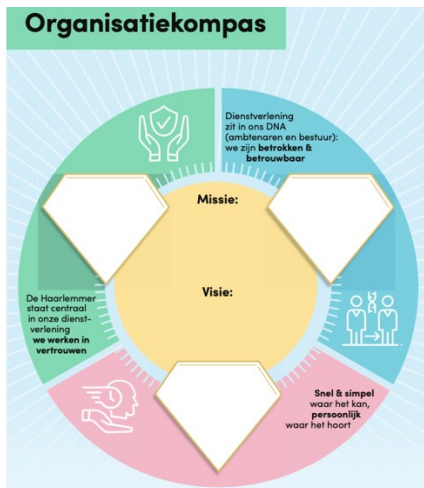 Organisatiekompas
Dienstverlening
zit in ons DNA
(ambtenaren en bestuur):
we zijn betrokken &
betrouwbaar
Missie:
Visie:
De Haarlemmer
staat centraal
in onze dienst-
verlening
we werken in
vertrouwen
Snel & simpel
waar het kan,
persoonlijk
waar het hoort